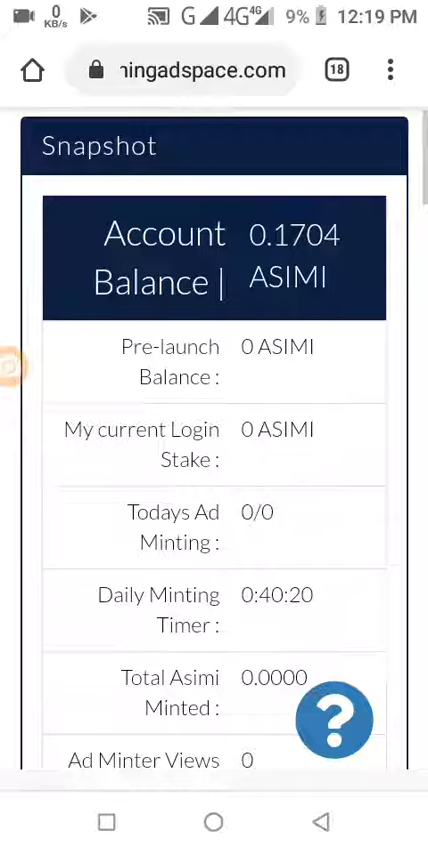 0 KB/s G 4G 4G 9% 12:19 PM
ningadspace.com 18
Snapshot
Account Balance | 0.1704 ASIMI
Pre-launch Balance : 0 ASIMI
My current Login Stake : 0 ASIMI
Todays Ad Minting : 0/0
Daily Minting Timer : 0:40:20
Total Asimi Minted : 0.0000
?
Ad Minter Views 0